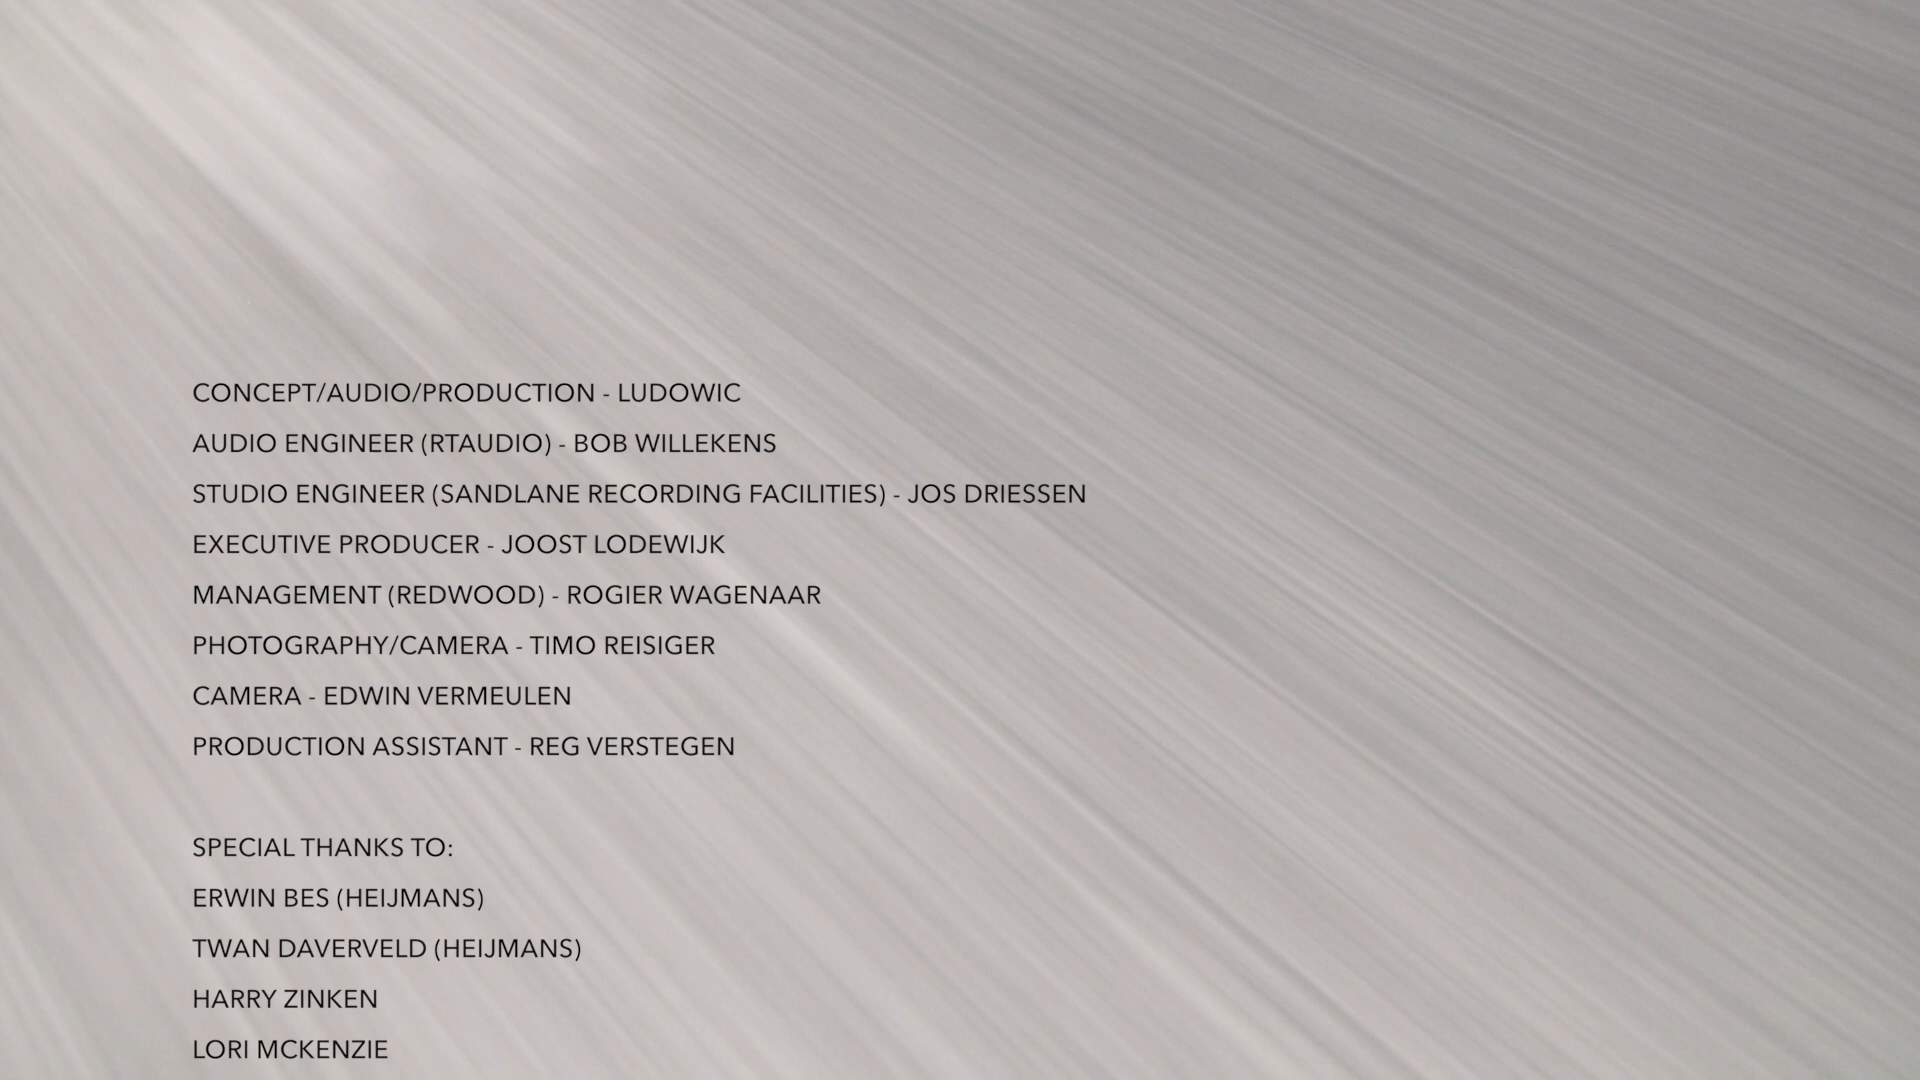 CONCEPT/AUDIO/PRODUCTION - LUDOWIC
AUDIO ENGINEER (RTAUDIO) - BOB WILLEKENS
STUDIO ENGINEER (SANDLANE RECORDING FACILITIES) - JOS DRIESSEN
EXECUTIVE PRODUCER - JOOST LODEWIJK
MANAGEMENT (REDWOOD) - ROGIER WAGENAAR
PHOTOGRAPHY/CAMERA - TIMO REISIGER
CAMERA - EDWIN VERMEULEN
PRODUCTION ASSISTANT - REG VERSTEGEN
SPECIAL THANKS TO:
ERWIN BES (HEIJMANS)
TWAN DAVERVELD (HEIJMANS)
HARRY ZINKEN
LORI MCKENZIE